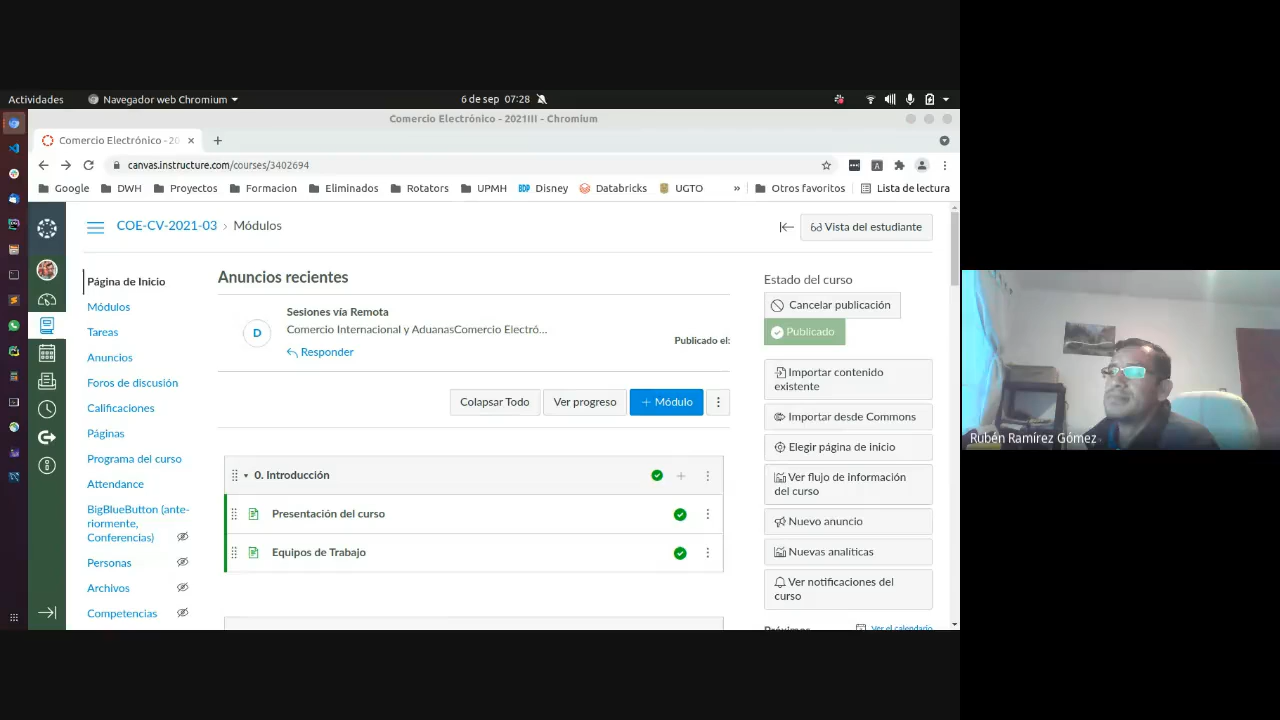 Actividades
Navegador web Chromium
6 de sep 07:28
Comercio Electrónico - 2021III - Chromium
Comercio Electrónico - 20
canvas.instructure.com/courses/3402694
Google
DWH
Proyectos
Formacion
Eliminados
Rotators
UPMH
Disney
Databricks
UGTO
»
Otros favoritos
Lista de lectura
COE-CV-2021-03 › Módulos
Vista del estudiante
Página de Inicio
Módulos
Tareas
Anuncios
Foros de discusión
Calificaciones
Páginas
Programa del curso
Attendance
BigBlueButton (ante-
riormente,
Conferencias)
Personas
Archivos
Competencias
Anuncios recientes
D
Sesiones vía Remota
Comercio Internacional y AduanasComercio Electró...
Responder
Publicado el:
Colapsar Todo
Ver progreso
+ Módulo
0. Introducción
Presentación del curso
Equipos de Trabajo
Estado del curso
Cancelar publicación
Publicado
Importar contenido
existente
Importar desde Commons
Elegir página de inicio
Ver flujo de información
del curso
Nuevo anuncio
Nuevas analíticas
Ver notificaciones del
curso
Próximos
Ver el calendario
Rubén Ramírez Gómez